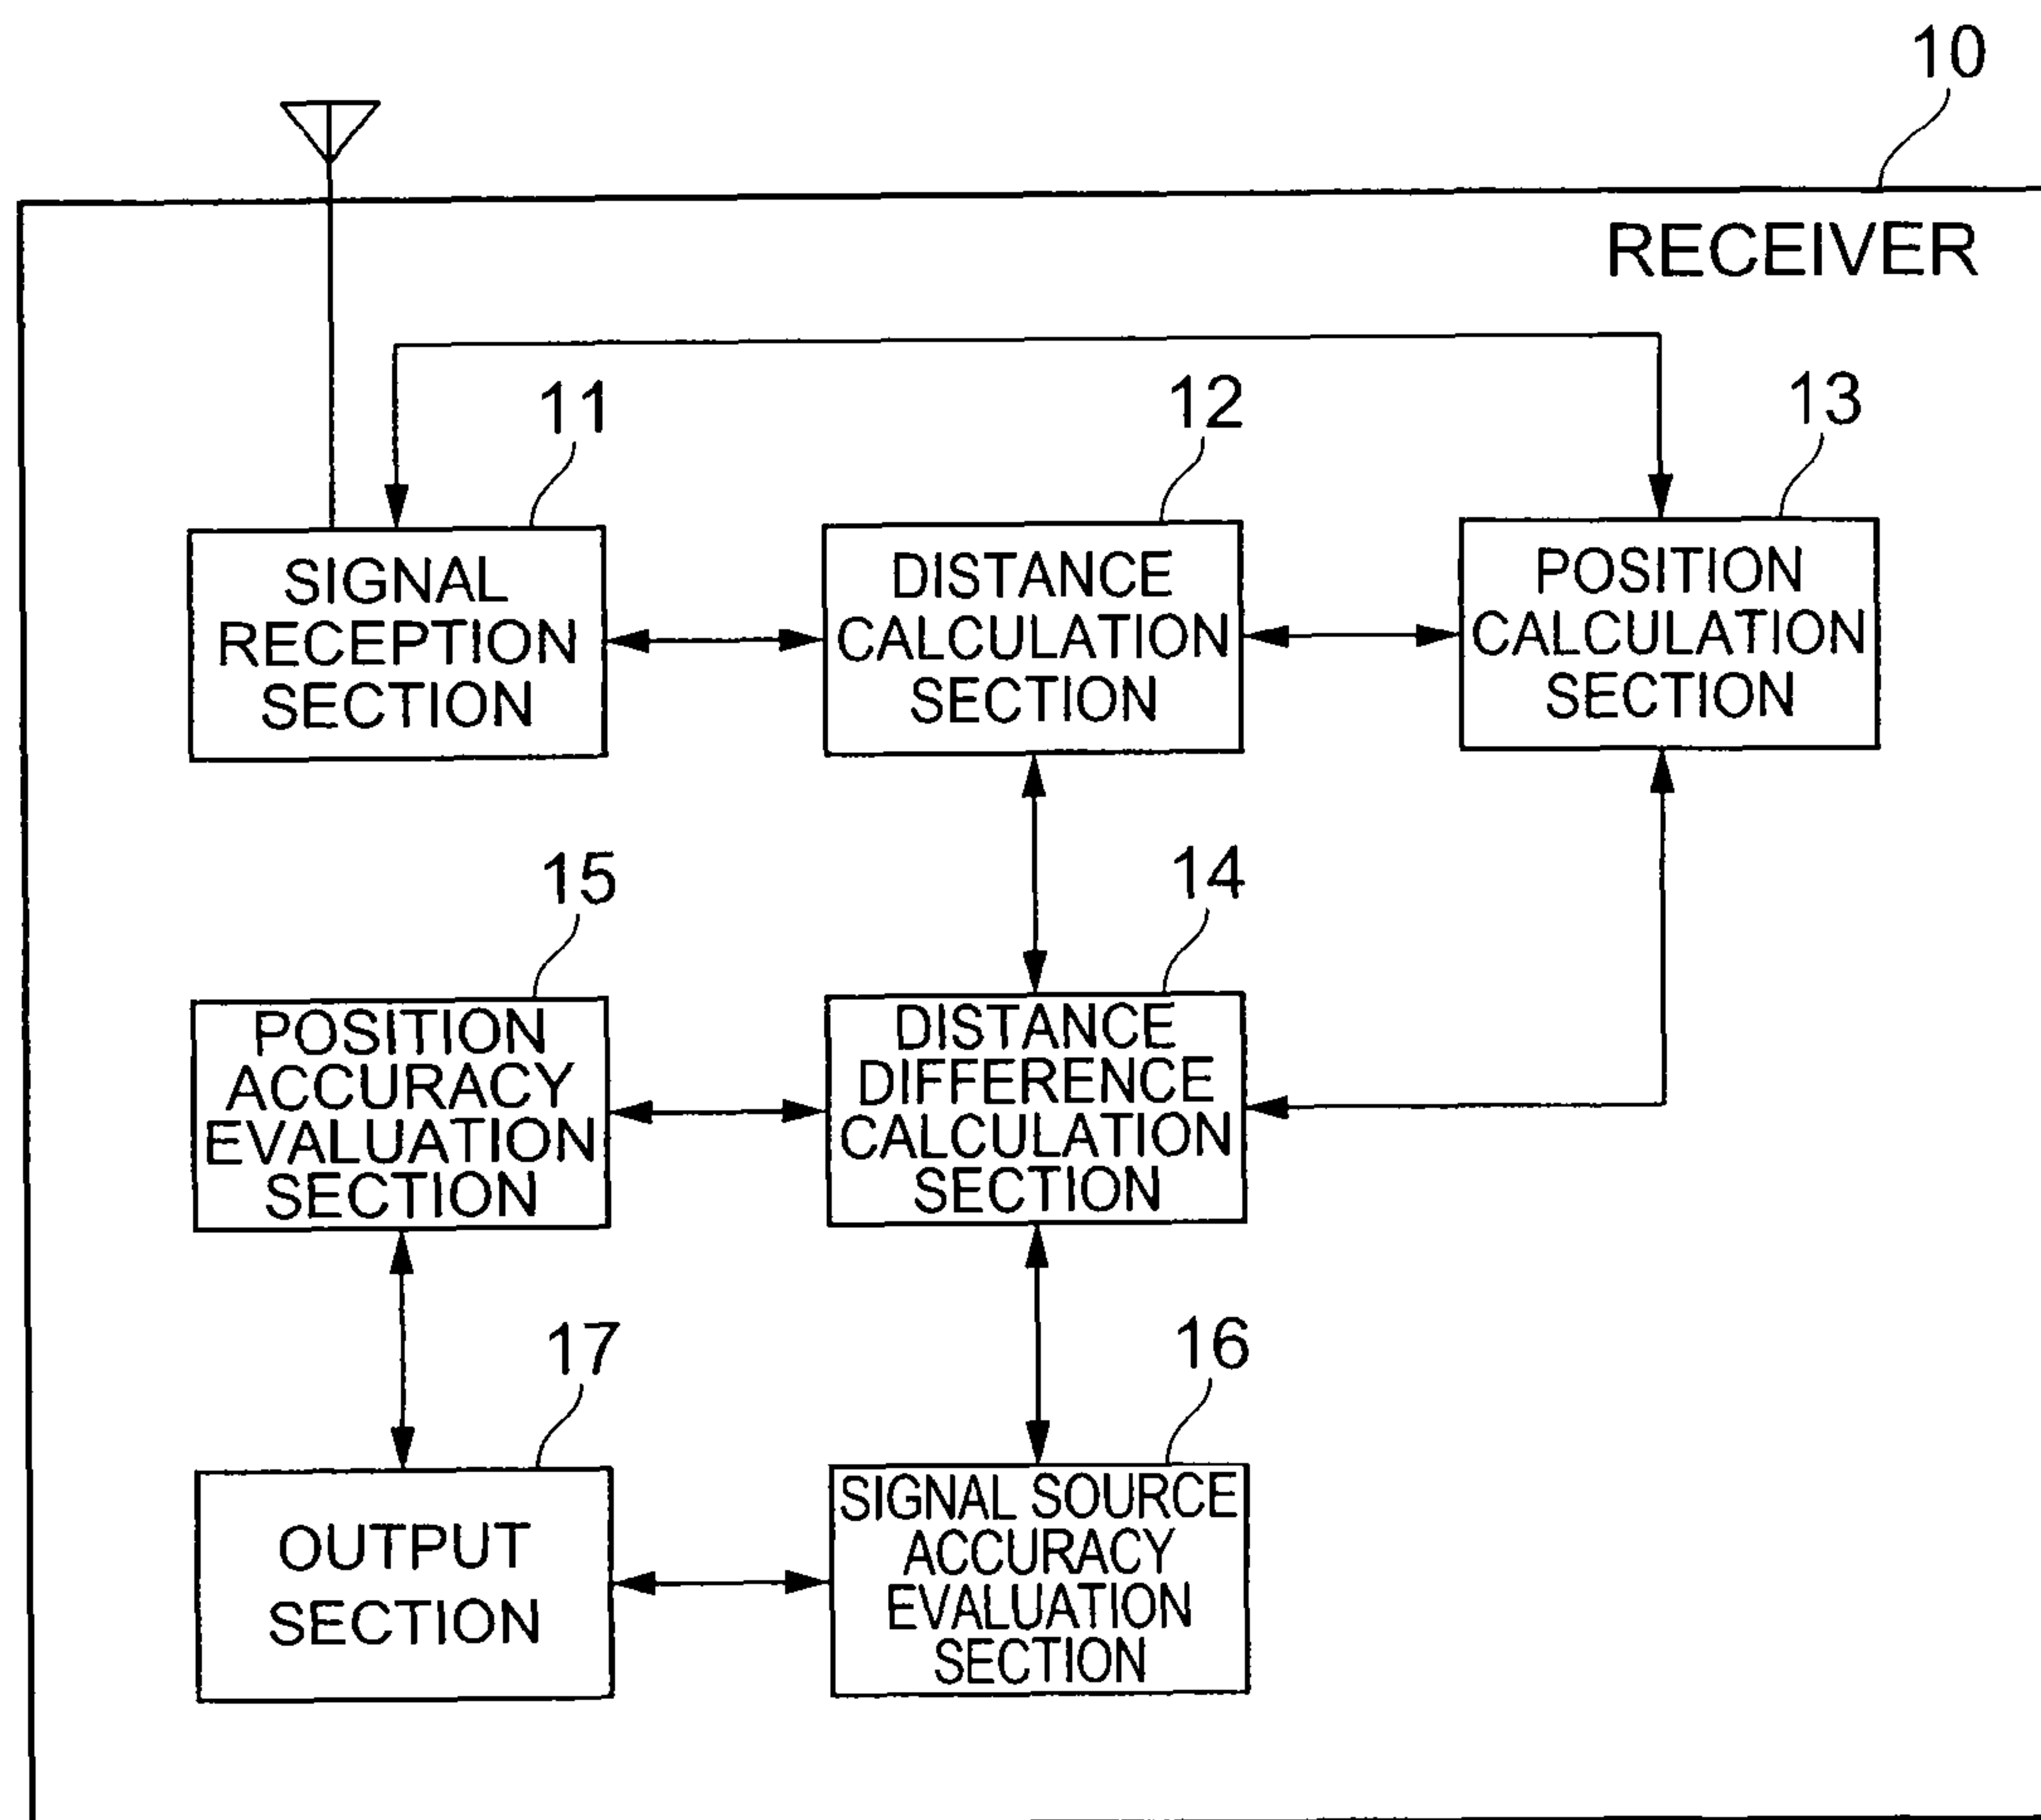 10
RECEIVER
11
12
13
SIGNAL
RECEPTION
SECTION
DISTANCE
CALCULATION
SECTION
POSITION
CALCULATION
SECTION
15
14
POSITION
ACCURACY
EVALUATION
SECTION
DISTANCE
DIFFERENCE
CALCULATION
SECTION
17
16
OUTPUT
SECTION
SIGNAL SOURCE
ACCURACY
EVALUATION
SECTION